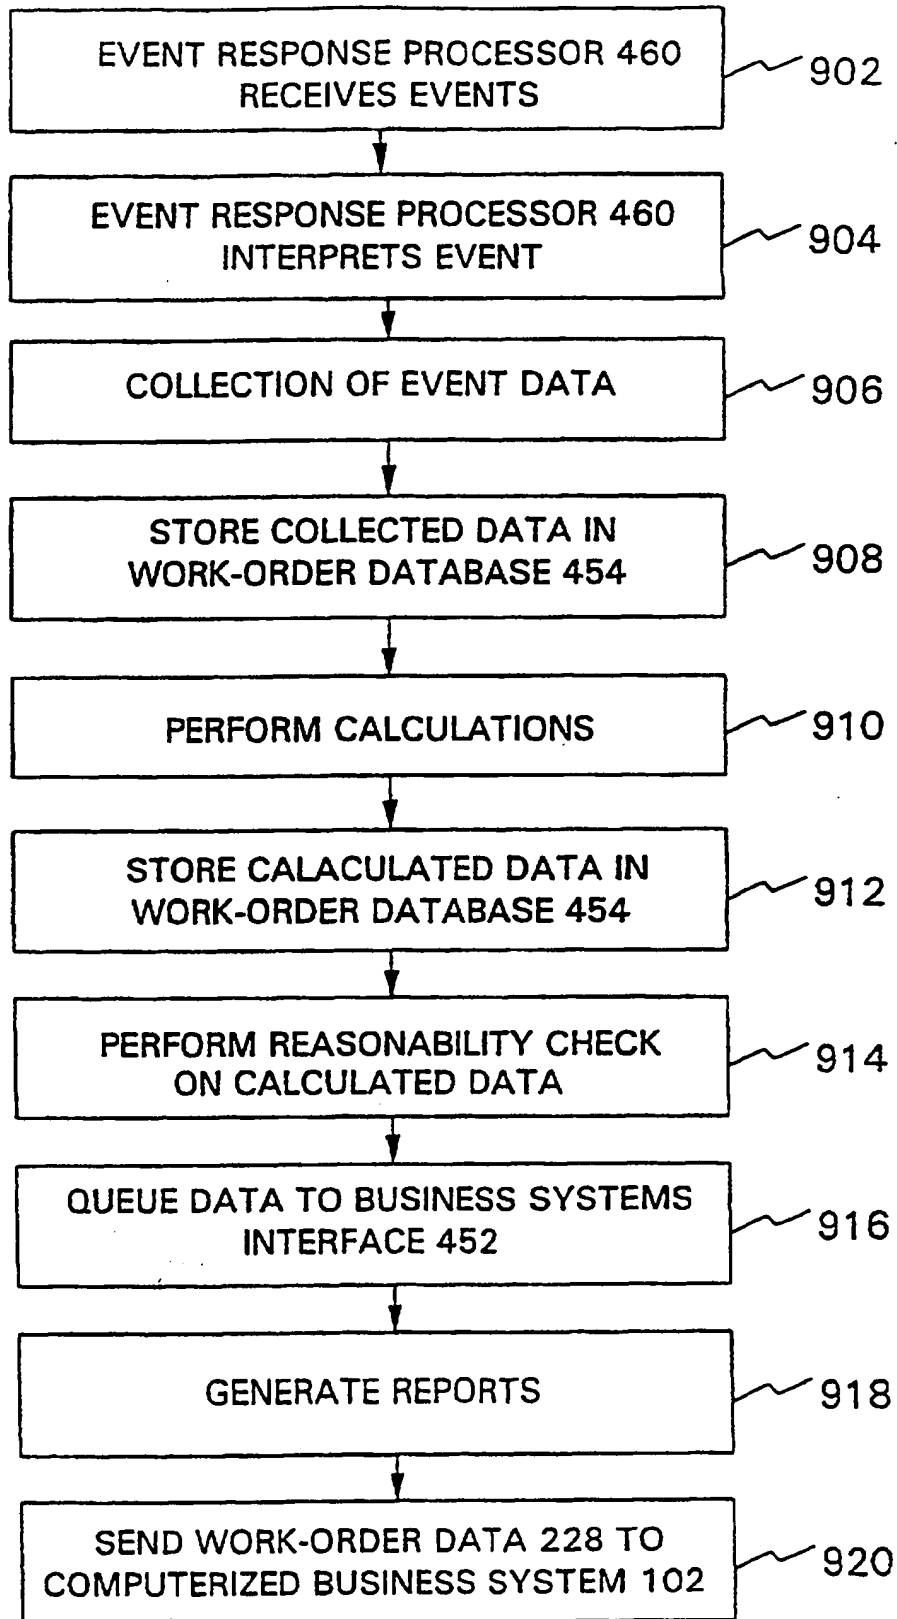 EVENT RESPONSE PROCESSOR 460
RECEIVES EVENTS
902
EVENT RESPONSE PROCESSOR 460
INTERPRETS EVENT
904
COLLECTION OF EVENT DATA
906
STORE COLLECTED DATA IN
WORK-ORDER DATABASE 454
908
PERFORM CALCULATIONS
910
STORE CALACULATED DATA IN
WORK-ORDER DATABASE 454
912
PERFORM REASONABILITY CHECK
ON CALCULATED DATA
914
QUEUE DATA TO BUSINESS SYSTEMS
INTERFACE 452
916
GENERATE REPORTS
918
SEND WORK-ORDER DATA 228 TO
COMPUTERIZED BUSINESS SYSTEM 102
920